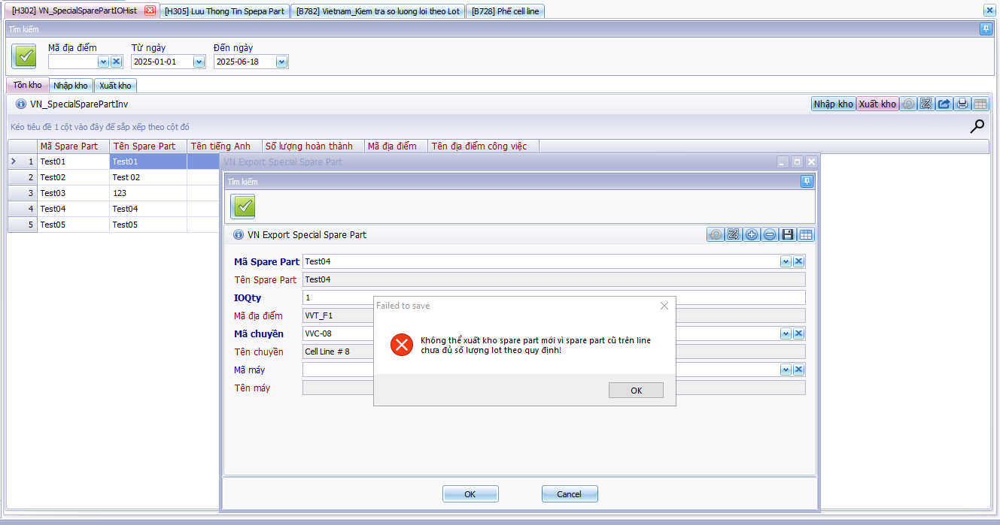 [H302] VN_SpecialSparePartIOHist [H305] Luu Thong Tin Spepa Part [B782] Vietnam_Kiem tra so luong loi theo Lot [B728] Phế cell line
Tìm kiếm
Mã địa điểm Từ ngày Đến ngày
2025-01-01 2025-06-18
Tồn kho Nhập kho Xuất kho
VN_SpecialSparePartInv Nhập kho Xuất kho
Kéo tiêu đề 1 cột vào đây để sắp xếp theo cột đó
Mã Spare Part Tên Spare Part Tên tiếng Anh Số lượng hoàn thành Mã địa điểm Tên địa điểm công việc
1 Test01 Test01
2 Test02 Test 02
3 Test03 123
4 Test04 Test04
5 Test05 Test05
VN Export Special Spare Part
Tìm kiếm
VN Export Special Spare Part
Mã Spare Part Test04
Tên Spare Part Test04
IOQty 1
Mã địa điểm VVT_F1
Mã chuyền VVC-08
Tên chuyền Cell Line # 8
Mã máy
Tên máy
Failed to save
Không thể xuất kho spare part mới vì spare part cũ trên line
chưa đủ số lượng lot theo quy định!
OK
OK Cancel